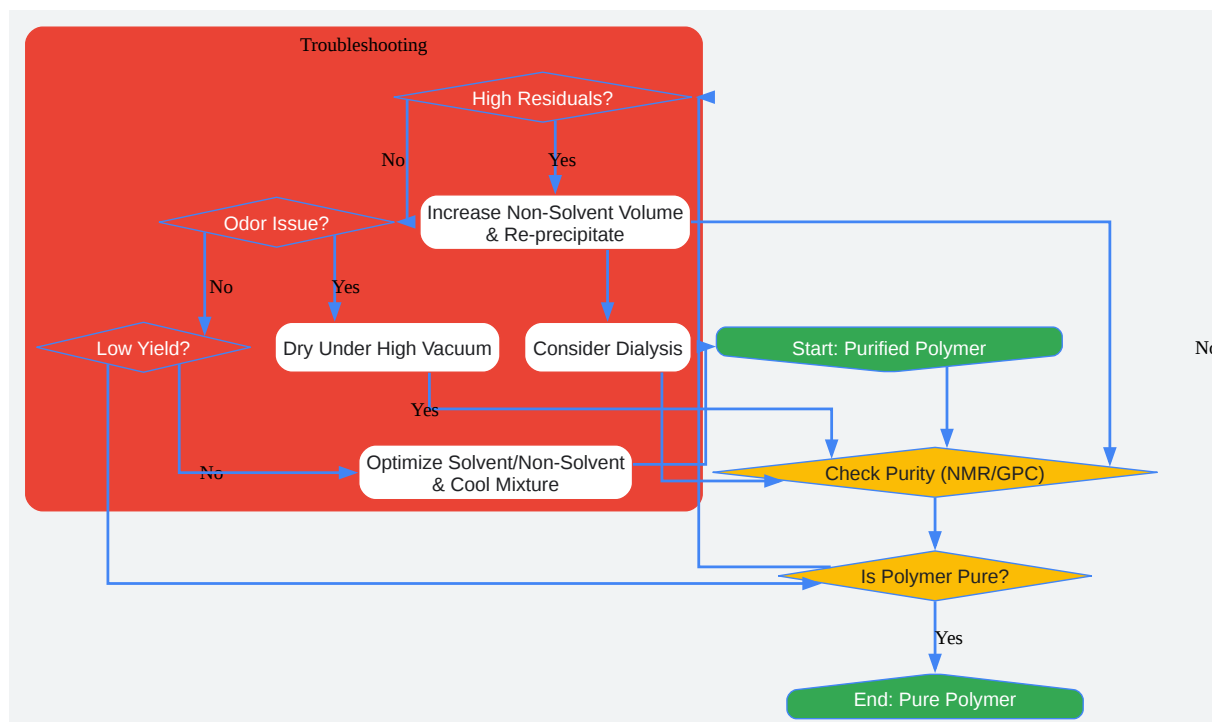 Troubleshooting
High Residuals?
No
Yes
Increase Non-Solvent Volume
& Re-precipitate
Odor Issue?
No
Yes
Low Yield?
Dry Under High Vacuum
Consider Dialysis
Start: Purified Polymer
No
Yes
No
Optimize Solvent/Non-Solvent
& Cool Mixture
Check Purity (NMR/GPC)
Is Polymer Pure?
Yes
End: Pure Polymer